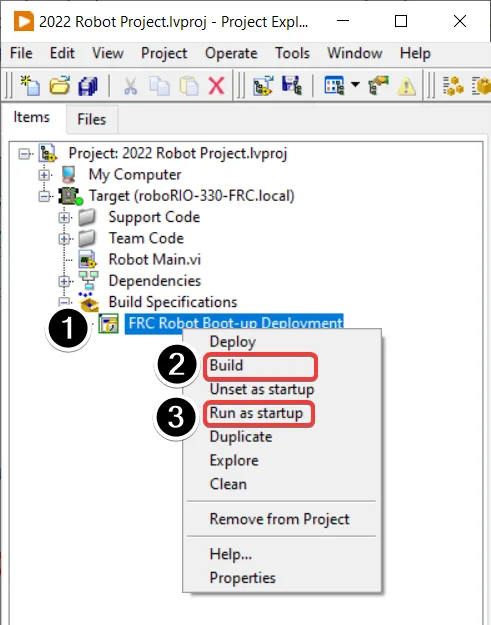 2022 Robot Project.lvproj - Project Expl...
File Edit View Project Operate Tools Window Help
Items Files
Project: 2022 Robot Project.lvproj
My Computer
Target (roboRIO-330-FRC.local)
Support Code
Team Code
Robot Main.vi
Dependencies
Build Specifications
1 FRC Robot Boot-up Deployment
Deploy
2 Build
Unset as startup
3 Run as startup
Duplicate
Explore
Clean
Remove from Project
Help...
Properties